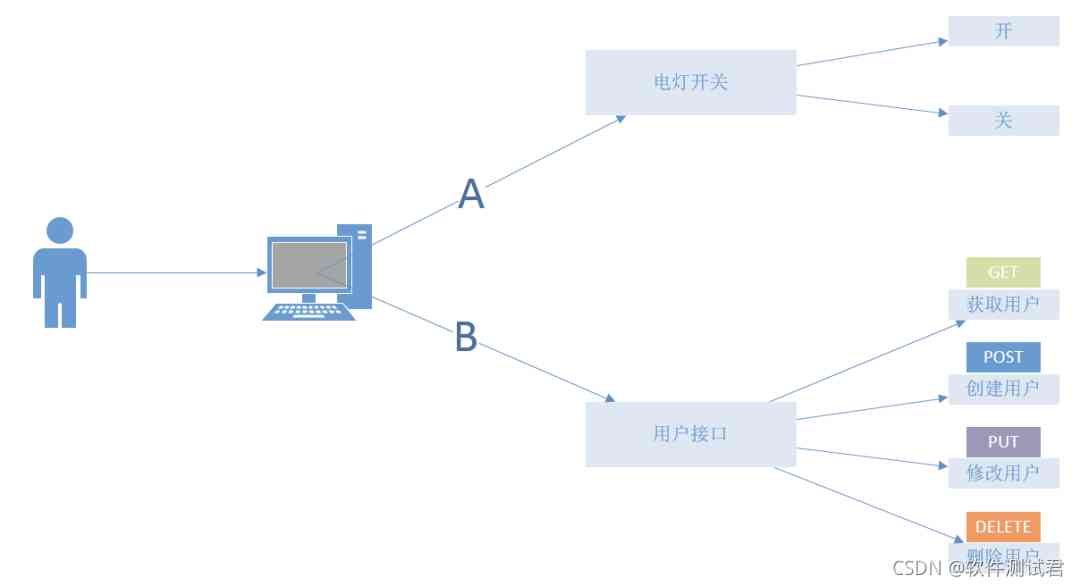 开
电灯开关
关
A
GET
获取用户
B
POST
创建用户
用户接口
PUT
修改用户
DELETE
删除用户
CSDN @软件测试君